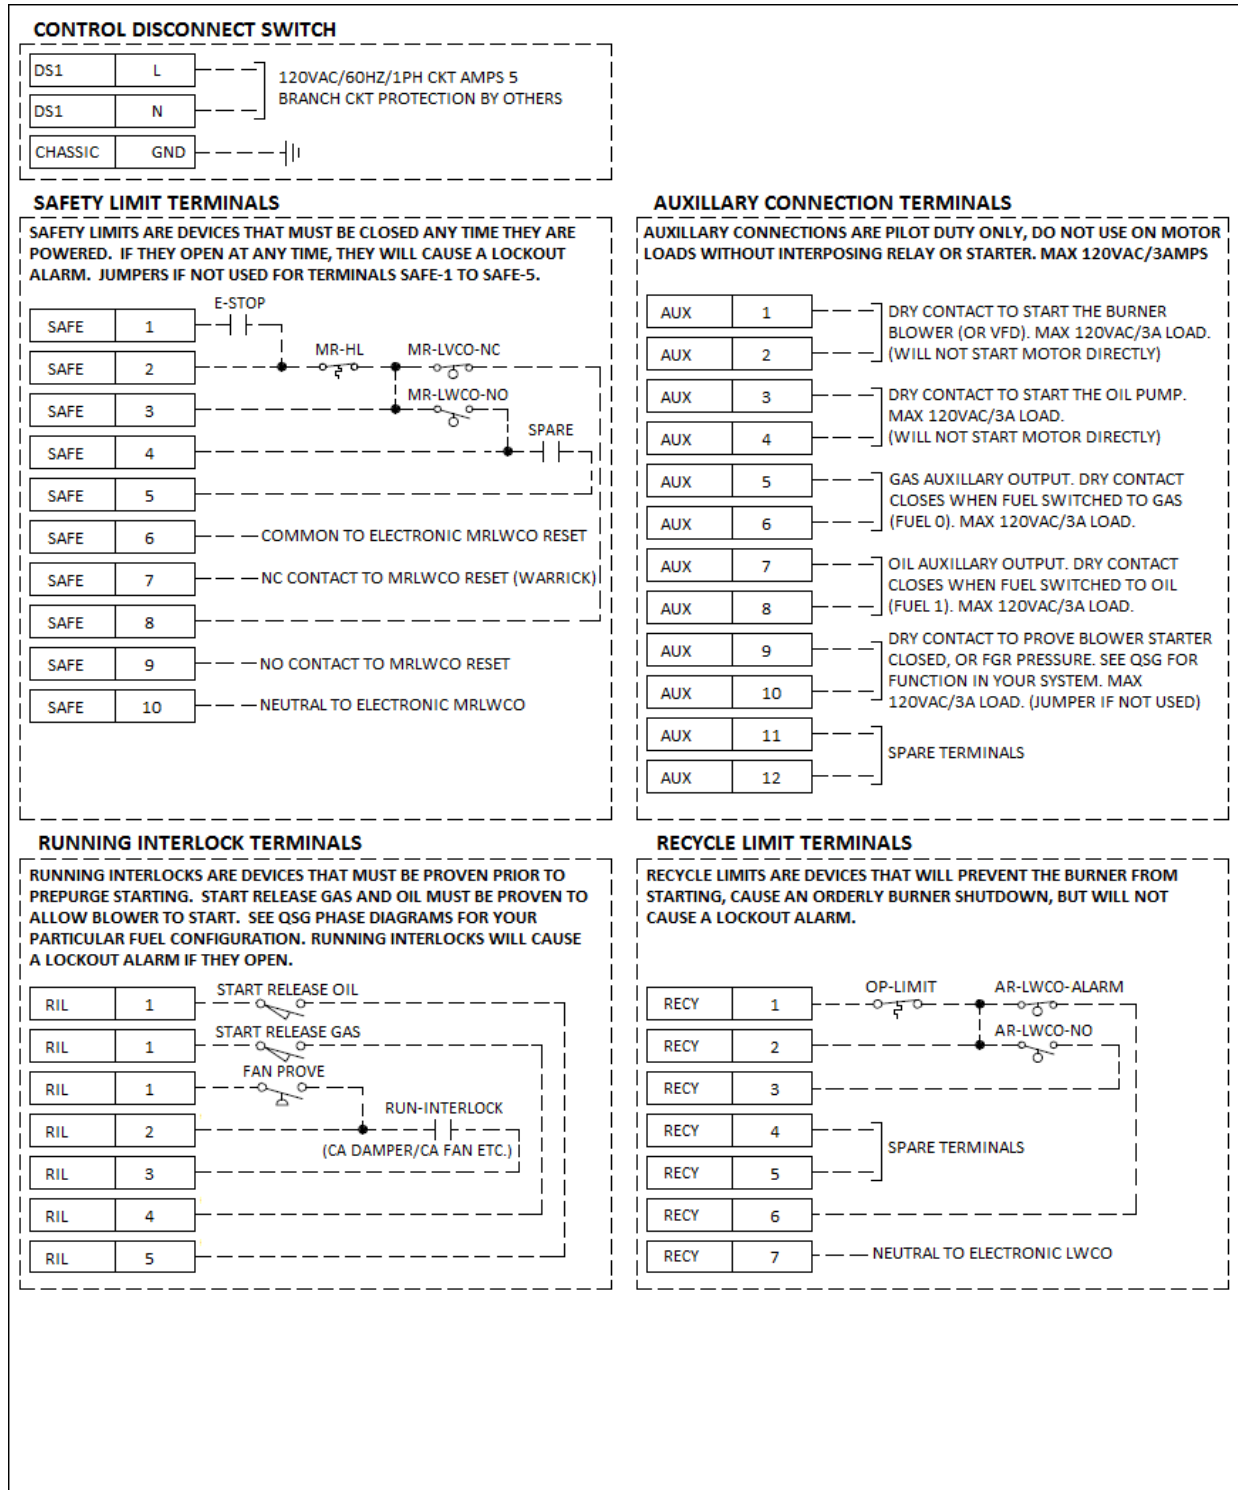 CONTROL DISCONNECT SWITCH
DS1 L
120VAC/60HZ/1PH CKT AMPS 5
BRANCH CKT PROTECTION BY OTHERS
DS1 N
CHASSIC GND
SAFETY LIMIT TERMINALS
SAFETY LIMITS ARE DEVICES THAT MUST BE CLOSED ANY TIME THEY ARE
POWERED. IF THEY OPEN AT ANY TIME, THEY WILL CAUSE A LOCKOUT
ALARM. JUMPERS IF NOT USED FOR TERMINALS SAFE-1 TO SAFE-5.
E-STOP
SAFE 1
MR-HL MR-LVCO-NC
SAFE 2
MR-LWCO-NO
SAFE 3
SPARE
SAFE 4
SAFE 5
SAFE 6 COMMON TO ELECTRONIC MRLWCO RESET
SAFE 7 NC CONTACT TO MRLWCO RESET (WARRICK)
SAFE 8
SAFE 9 NO CONTACT TO MRLWCO RESET
SAFE 10 NEUTRAL TO ELECTRONIC MRLWCO
AUXILLARY CONNECTION TERMINALS
AUXILLARY CONNECTIONS ARE PILOT DUTY ONLY, DO NOT USE ON MOTOR
LOADS WITHOUT INTERPOSING RELAY OR STARTER. MAX 120VAC/3AMPS
AUX 1
AUX 2
DRY CONTACT TO START THE BURNER
BLOWER (OR VFD). MAX 120VAC/3A LOAD.
(WILL NOT START MOTOR DIRECTLY)
AUX 3
AUX 4
DRY CONTACT TO START THE OIL PUMP.
MAX 120VAC/3A LOAD.
(WILL NOT START MOTOR DIRECTLY)
AUX 5
AUX 6
GAS AUXILLARY OUTPUT. DRY CONTACT
CLOSES WHEN FUEL SWITCHED TO GAS
(FUEL 0). MAX 120VAC/3A LOAD.
AUX 7
AUX 8
OIL AUXILLARY OUTPUT. DRY CONTACT
CLOSES WHEN FUEL SWITCHED TO OIL
(FUEL 1). MAX 120VAC/3A LOAD.
AUX 9
AUX 10
DRY CONTACT TO PROVE BLOWER STARTER
CLOSED, OR FGR PRESSURE. SEE QSG FOR
FUNCTION IN YOUR SYSTEM. MAX
120VAC/3A LOAD. (JUMPER IF NOT USED)
AUX 11
AUX 12
SPARE TERMINALS
RUNNING INTERLOCK TERMINALS
RUNNING INTERLOCKS ARE DEVICES THAT MUST BE PROVEN PRIOR TO
PREPURGE STARTING. START RELEASE GAS AND OIL MUST BE PROVEN TO
ALLOW BLOWER TO START. SEE QSG PHASE DIAGRAMS FOR YOUR
PARTICULAR FUEL CONFIGURATION. RUNNING INTERLOCKS WILL CAUSE
A LOCKOUT ALARM IF THEY OPEN.
START RELEASE OIL
RIL 1
START RELEASE GAS
RIL 1
FAN PROVE
RIL 1
RUN-INTERLOCK
RIL 2
(CA DAMPER/CA FAN ETC.)
RIL 3
RIL 4
RIL 5
RECYCLE LIMIT TERMINALS
RECYCLE LIMITS ARE DEVICES THAT WILL PREVENT THE BURNER FROM
STARTING, CAUSE AN ORDERLY BURNER SHUTDOWN, BUT WILL NOT
CAUSE A LOCKOUT ALARM.
OP-LIMIT AR-LWCO-ALARM
RECY 1
AR-LWCO-NO
RECY 2
RECY 3
RECY 4
SPARE TERMINALS
RECY 5
RECY 6
RECY 7 NEUTRAL TO ELECTRONIC LWCO